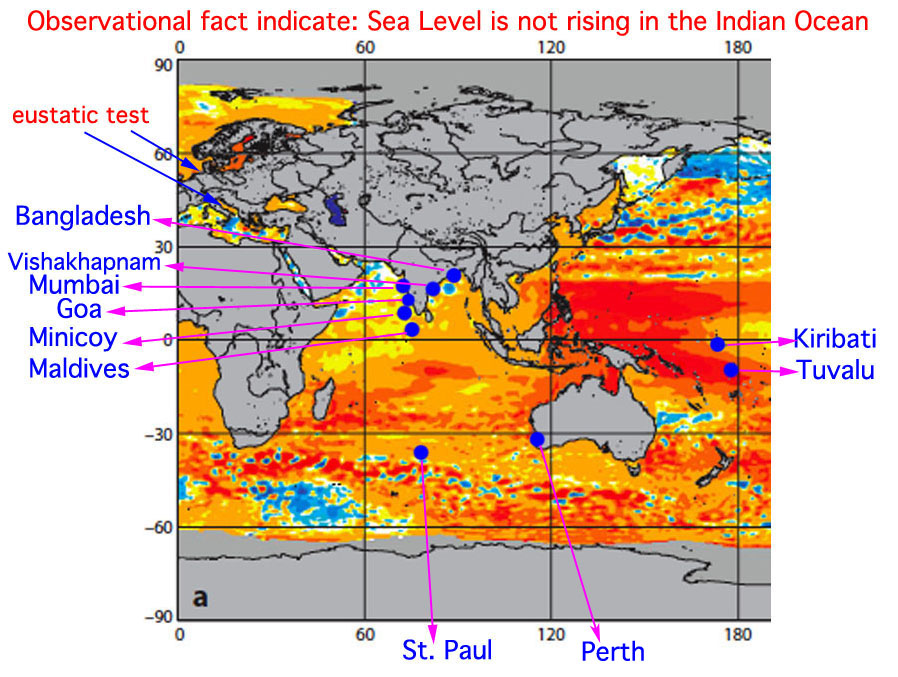 Observational fact indicate: Sea Level is not rising in the Indian Ocean
0 60 120 180
90
eustatic test
60
Bangladesh
30
Vishakhapnam
Mumbai
Goa
Minicoy
0
Kiribati
Maldives
Tuvalu
−30
−60
a
−90
0 60 120 180
St. Paul
Perth